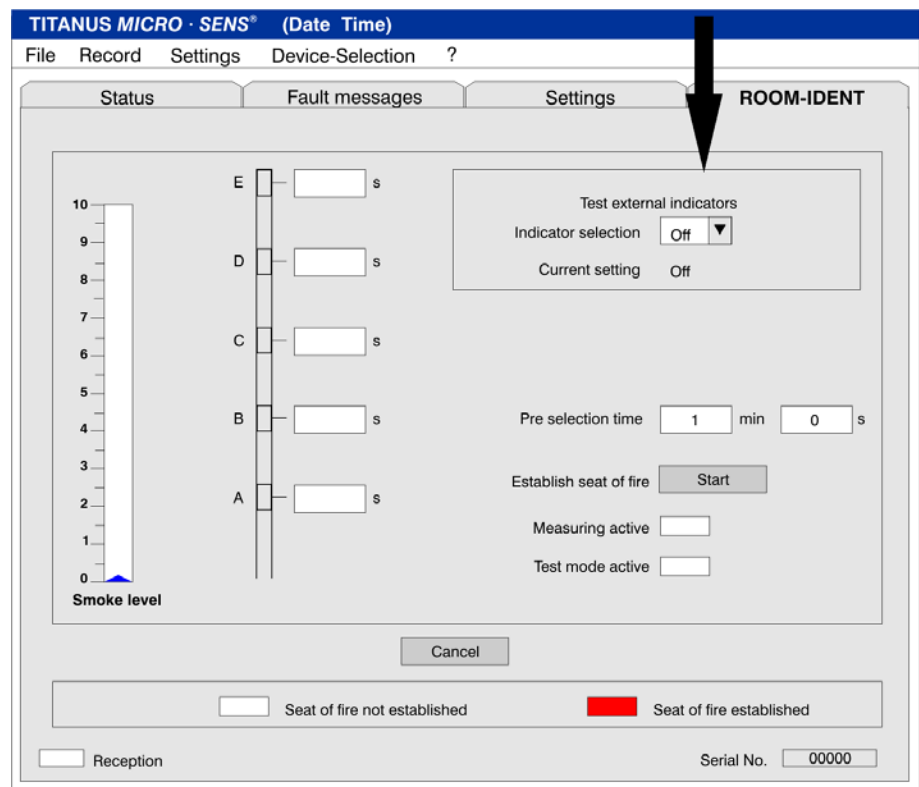 TITANUS MICRO · SENS® (Date Time)
File Record Settings Device-Selection ?
Status Fault messages Settings ROOM-IDENT
E s
D s
C s
B s
A s
10
9
8
7
6
5
4
3
2
1
0
Smoke level
Test external indicators
Indicator selection Off ▼
Current setting Off
Pre selection time 1 min 0 s
Establish seat of fire Start
Measuring active
Test mode active
Cancel
Seat of fire not established Seat of fire established
Reception Serial No. 00000